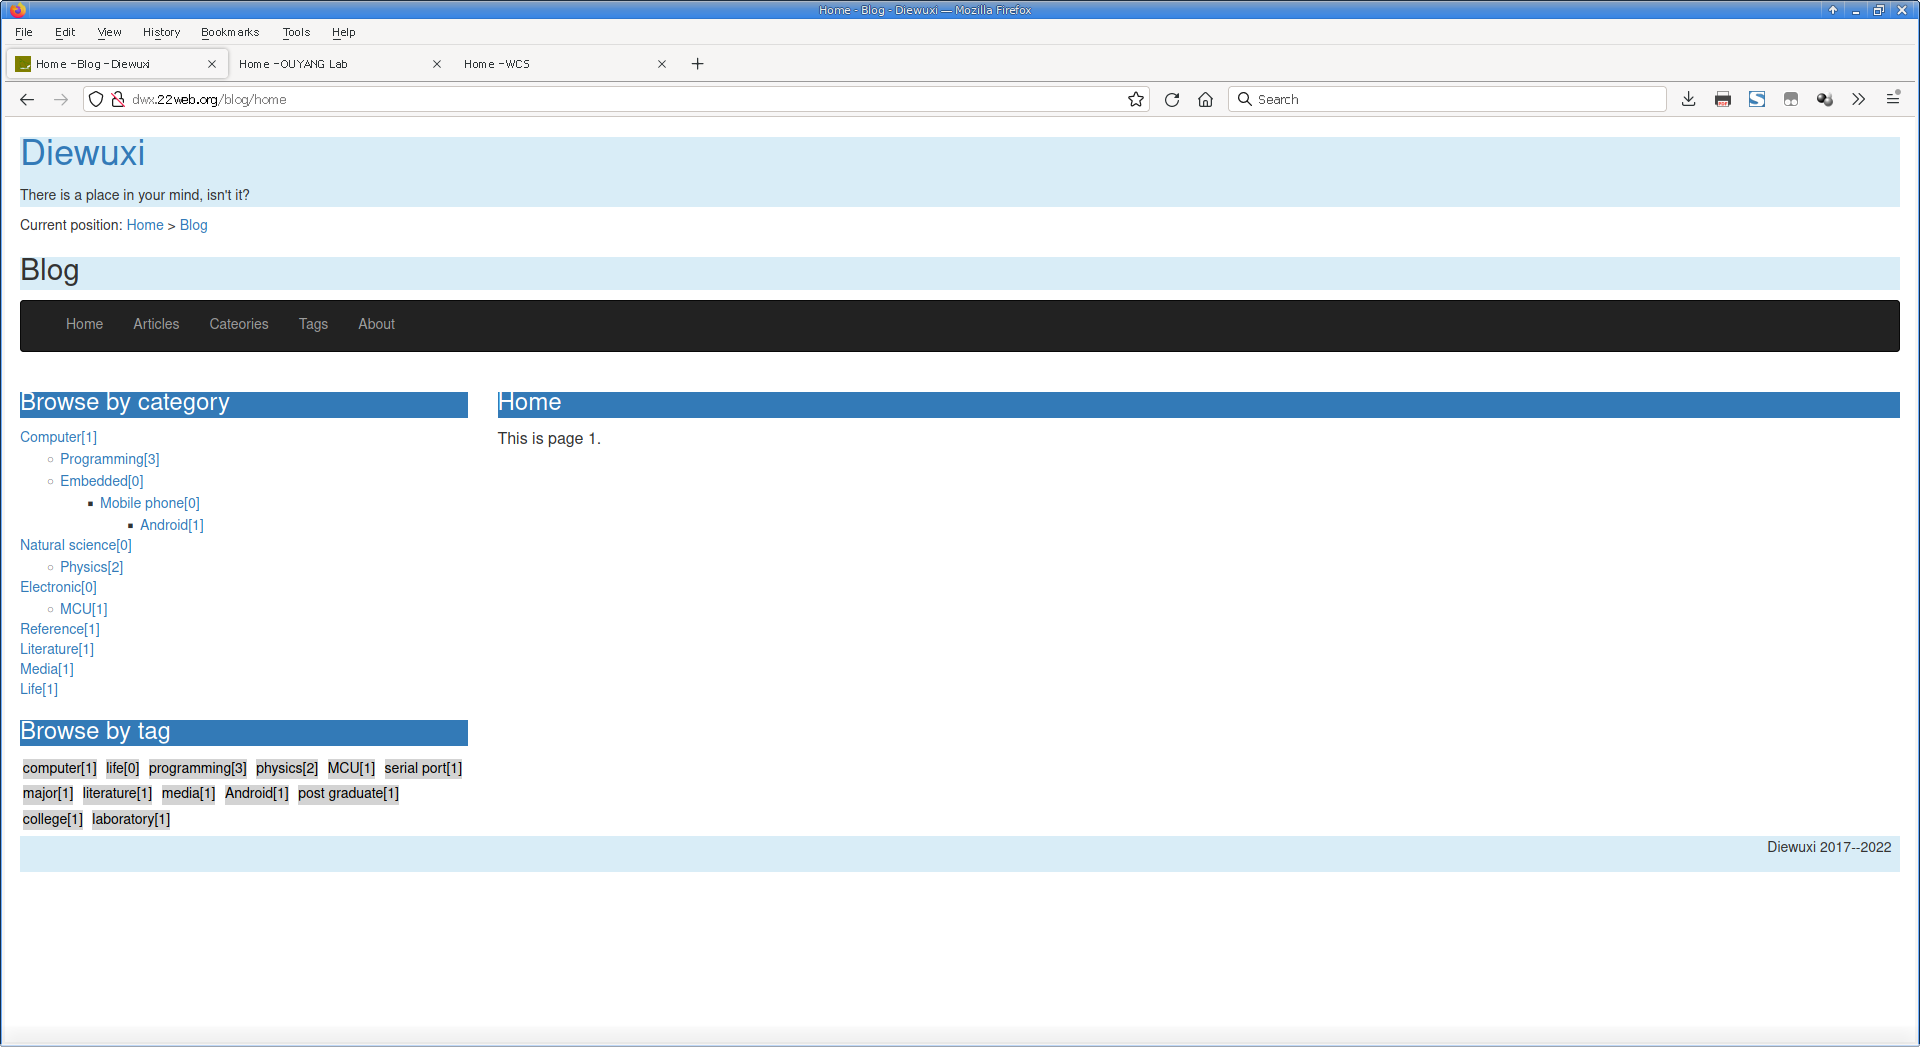 Home - Blog - Diewuxi — Mozilla Firefox
File Edit View History Bookmarks Tools Help
Home - Blog - Diewuxi Home - OUYANG Lab Home - WCS
dwx.22web.org/blog/home Search
Diewuxi
There is a place in your mind, isn't it?
Current position: Home > Blog
Blog
Home Articles Cateories Tags About
Browse by category
Computer[1]
Programming[3]
Embedded[0]
Mobile phone[0]
Android[1]
Natural science[0]
Physics[2]
Electronic[0]
MCU[1]
Reference[1]
Literature[1]
Media[1]
Life[1]
Browse by tag
computer[1] life[0] programming[3] physics[2] MCU[1] serial port[1]
major[1] literature[1] media[1] Android[1] post graduate[1]
college[1] laboratory[1]
Home
This is page 1.
Diewuxi 2017--2022